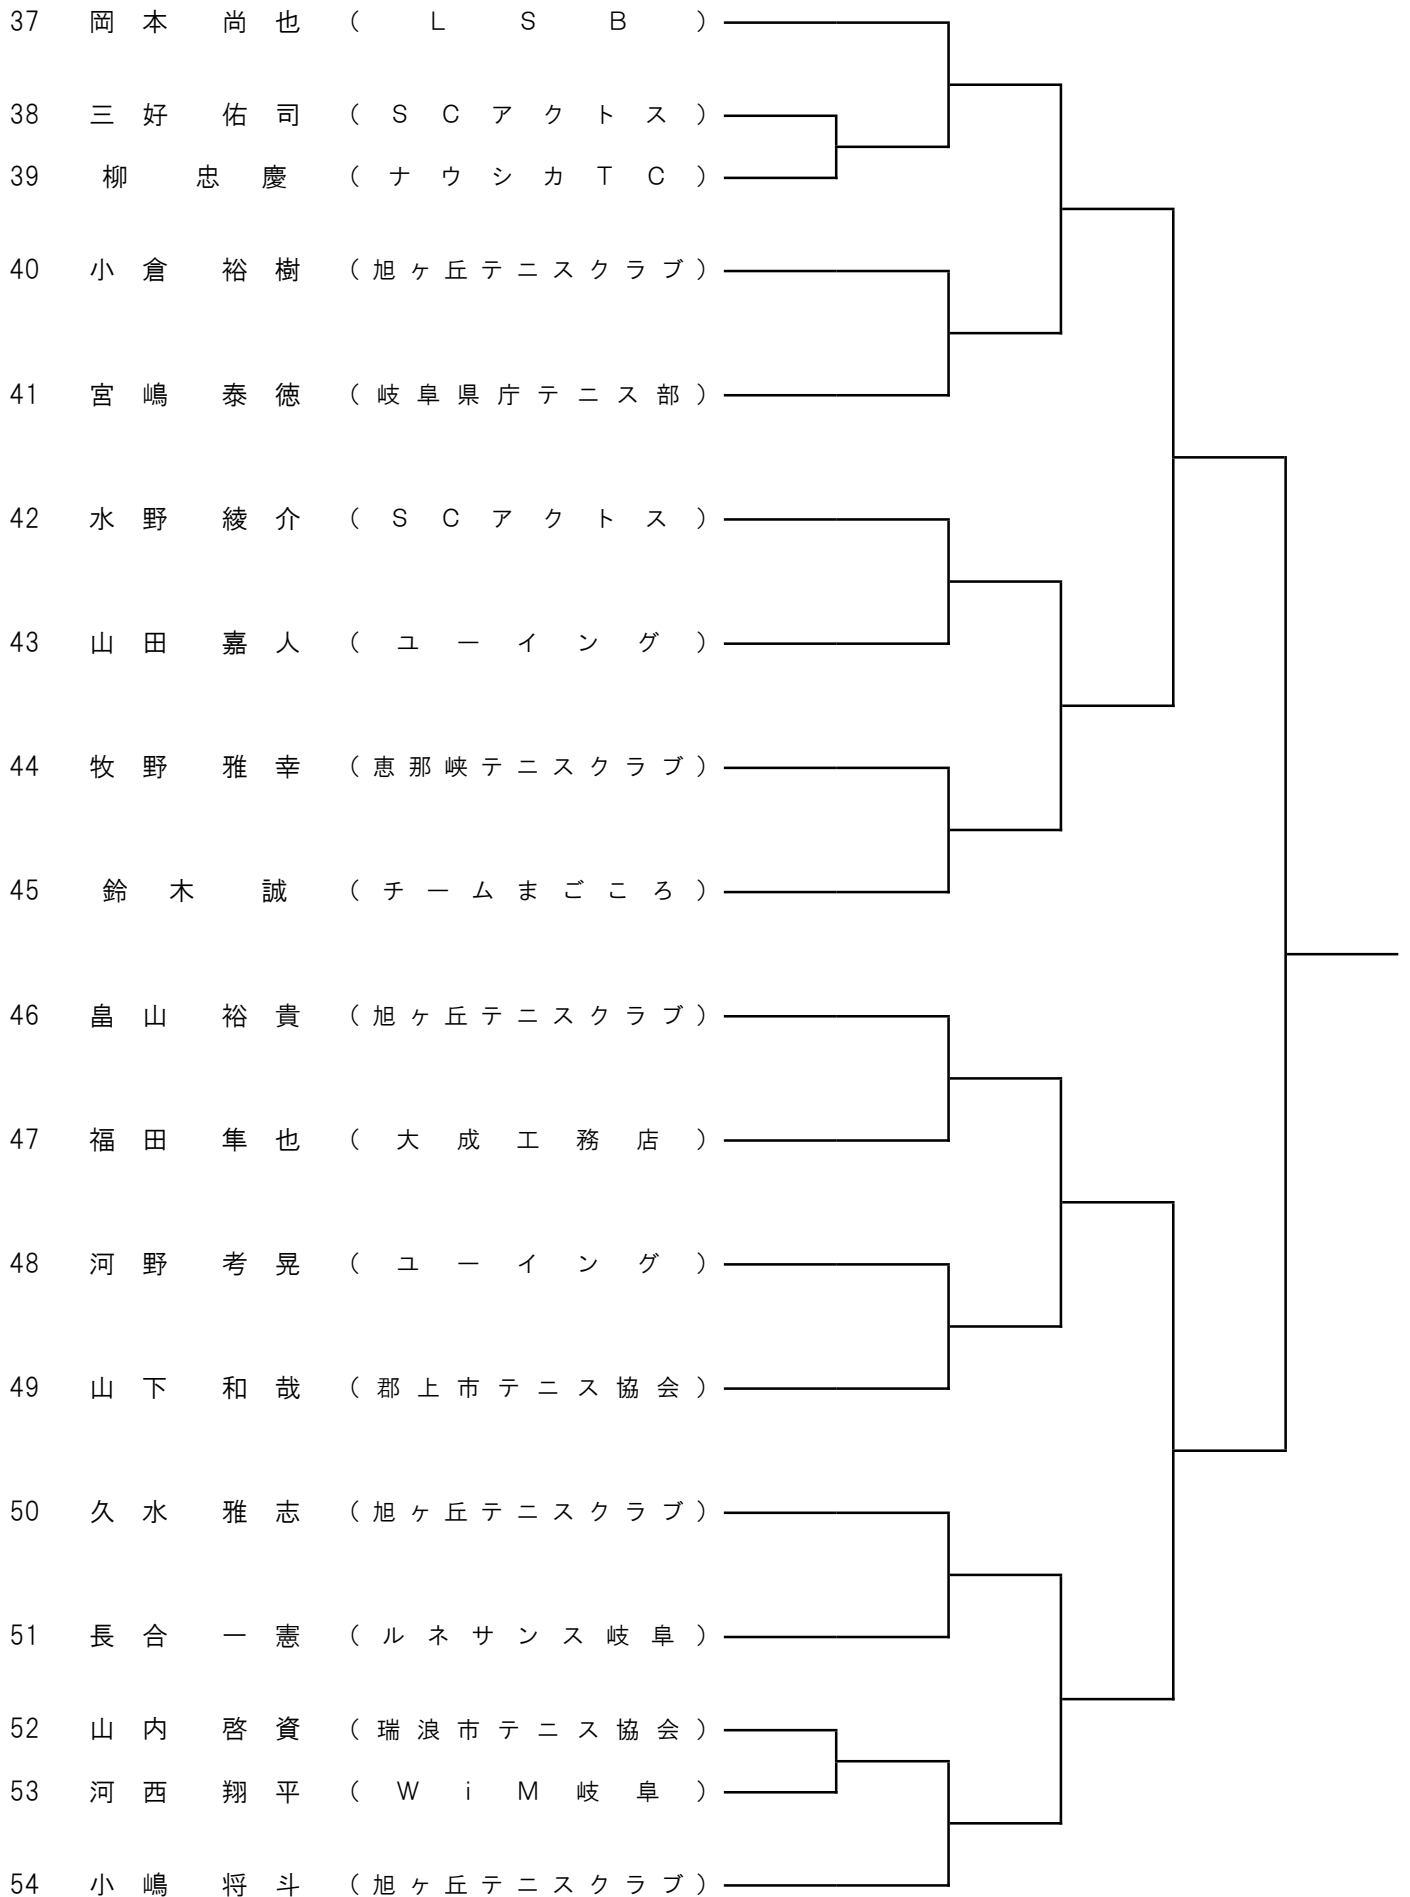 37 岡本 尚也 (LSB)
38 三好 佑司 (SCアクトス)
39 柳 忠慶 (ナウシカTC)
40 小倉 裕樹 (旭ヶ丘テニスクラブ)
41 宮嶋 泰徳 (岐阜県庁テニス部)
42 水野 綾介 (SCアクトス)
43 山田 嘉人 (ユーイング)
44 牧野 雅幸 (恵那峡テニスクラブ)
45 鈴木 誠 (チームまごころ)
46 畠山 裕貴 (旭ヶ丘テニスクラブ)
47 福田 隼也 (大成工務店)
48 河野 考晃 (ユーイング)
49 山下 和哉 (郡上市テニス協会)
50 久水 雅志 (旭ヶ丘テニスクラブ)
51 長合 一憲 (ルネサンス岐阜)
52 山内 啓資 (瑞浪市テニス協会)
53 河西 翔平 (WiM岐阜)
54 小嶋 将斗 (旭ヶ丘テニスクラブ)